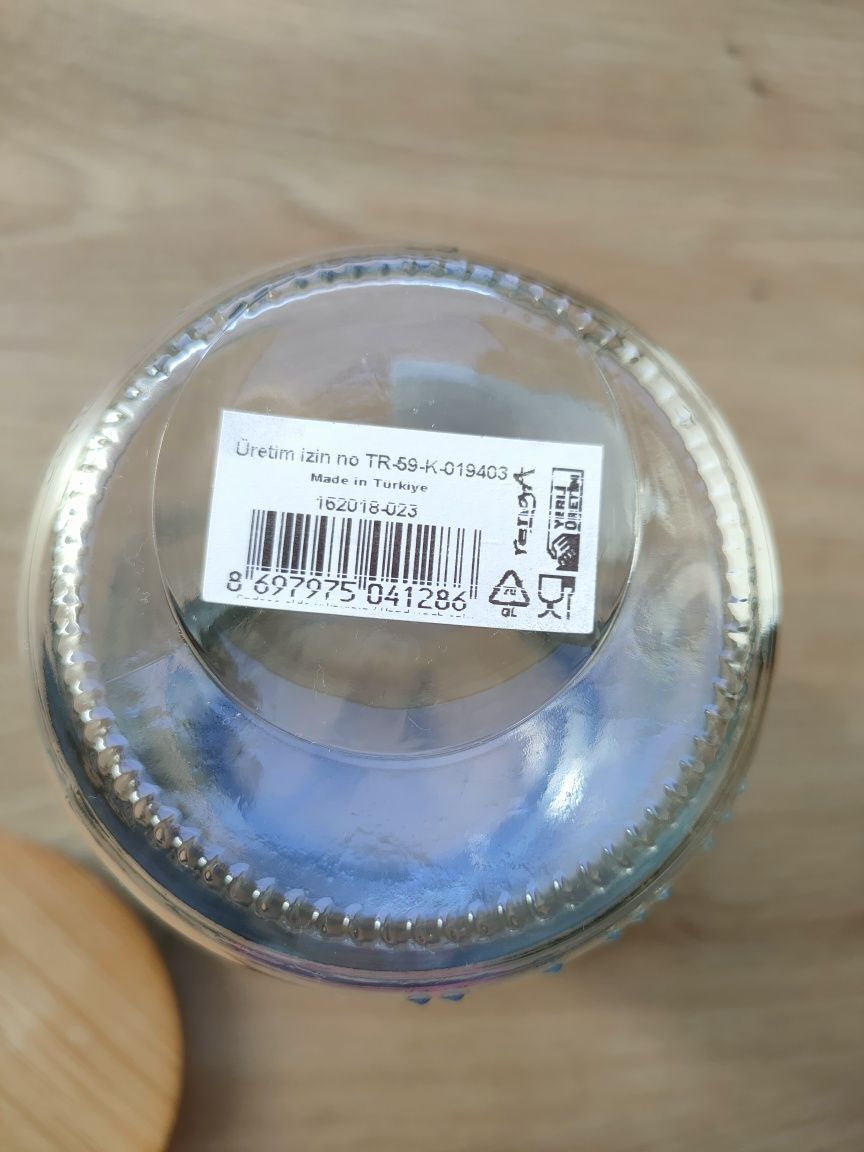 Üretim izin no TR-59-K-019403
Made in Türkiye
162018-023
8 697975 041286
rengA
YERLİ
ÜRETİM
GL